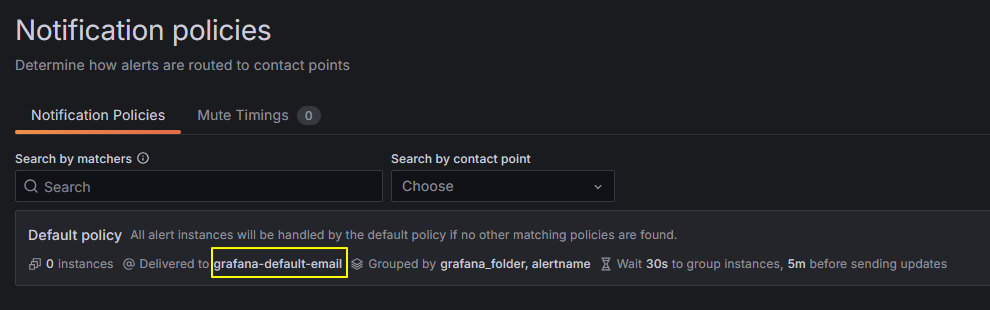 Notification policies
Determine how alerts are routed to contact points
Notification Policies Mute Timings 0
Search by matchers Search by contact point
Search Choose
Default policy All alert instances will be handled by the default policy if no other matching policies are found.
0 instances Delivered to grafana-default-email Grouped by grafana_folder, alertname Wait 30s to group instances, 5m before sending updates